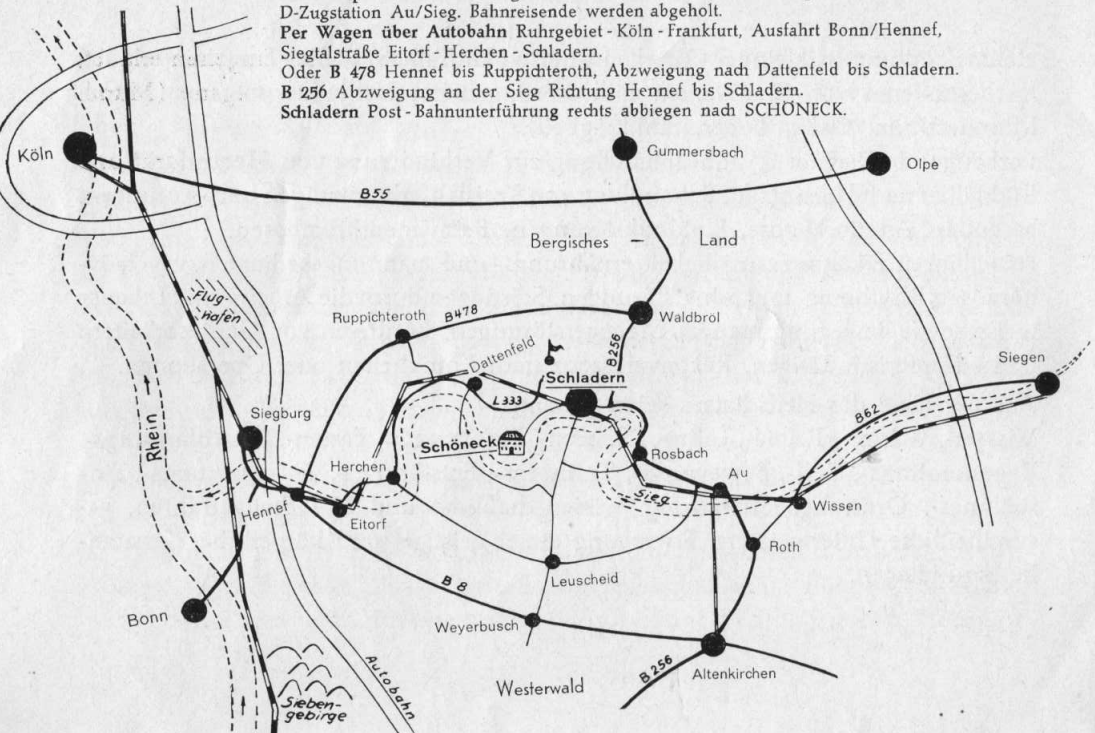 D-Zugstation Au/Sieg. Bahnreisende werden abgeholt.
Per Wagen über Autobahn Ruhrgebiet - Köln - Frankfurt, Ausfahrt Bonn/Hennef,
Siegtalstraße Eitorf - Herchen - Schladern.
Oder B 478 Hennef bis Ruppichteroth, Abzweigung nach Dattenfeld bis Schladern.
B 256 Abzweigung an der Sieg Richtung Hennef bis Schladern.
Schladern Post - Bahnunterführung rechts abbiegen nach SCHÖNECK.
Köln
Gummersbach
Olpe
B55
Bergisches Land
Flug-
hafen
Ruppichteroth
B478
Waldbröl
Dattenfeld
B256
Siegen
Schladern
L 333
B62
Siegburg
Rhein
Schöneck
Rosbach
Herchen
Au
Sieg
Wissen
Hennef
Eitorf
Roth
Leuscheid
B 8
Bonn
Weyerbusch
Altenkirchen
B 256
Autobahn
Westerwald
Sieben-
gebirge